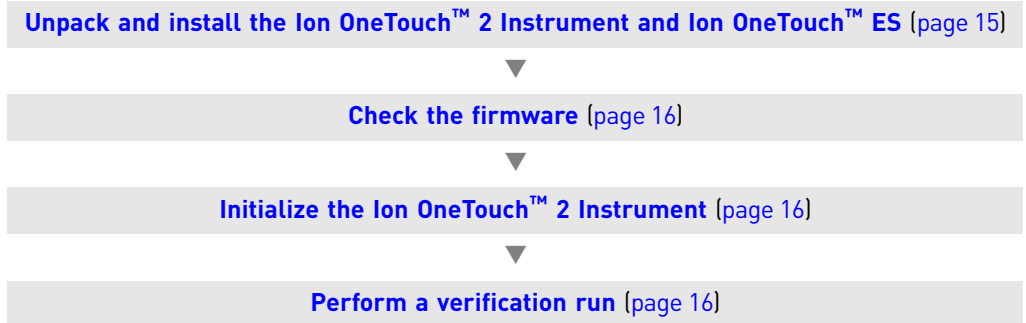 Unpack and install the Ion OneTouch™ 2 Instrument and Ion OneTouch™ ES (page 15)
Check the firmware (page 16)
Initialize the Ion OneTouch™ 2 Instrument (page 16)
Perform a verification run (page 16)